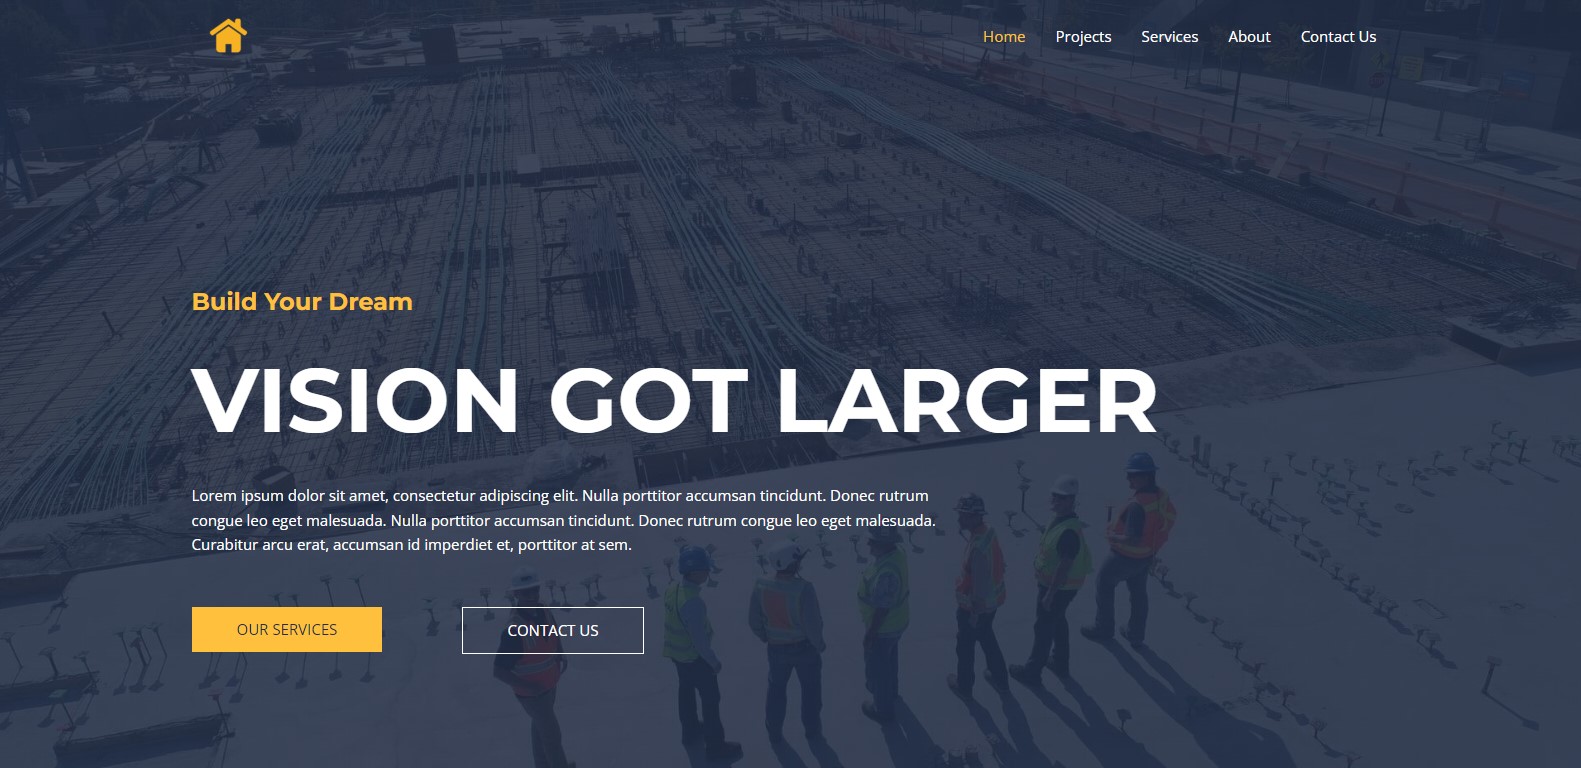 Home
Projects
Services
About
Contact Us
Build Your Dream
VISION GOT LARGER
Lorem ipsum dolor sit amet, consectetur adipiscing elit. Nulla porttitor accumsan tincidunt. Donec rutrum
congue leo eget malesuada. Nulla porttitor accumsan tincidunt. Donec rutrum congue leo eget malesuada.
Curabitur arcu erat, accumsan id imperdiet et, porttitor at sem.
OUR SERVICES
CONTACT US